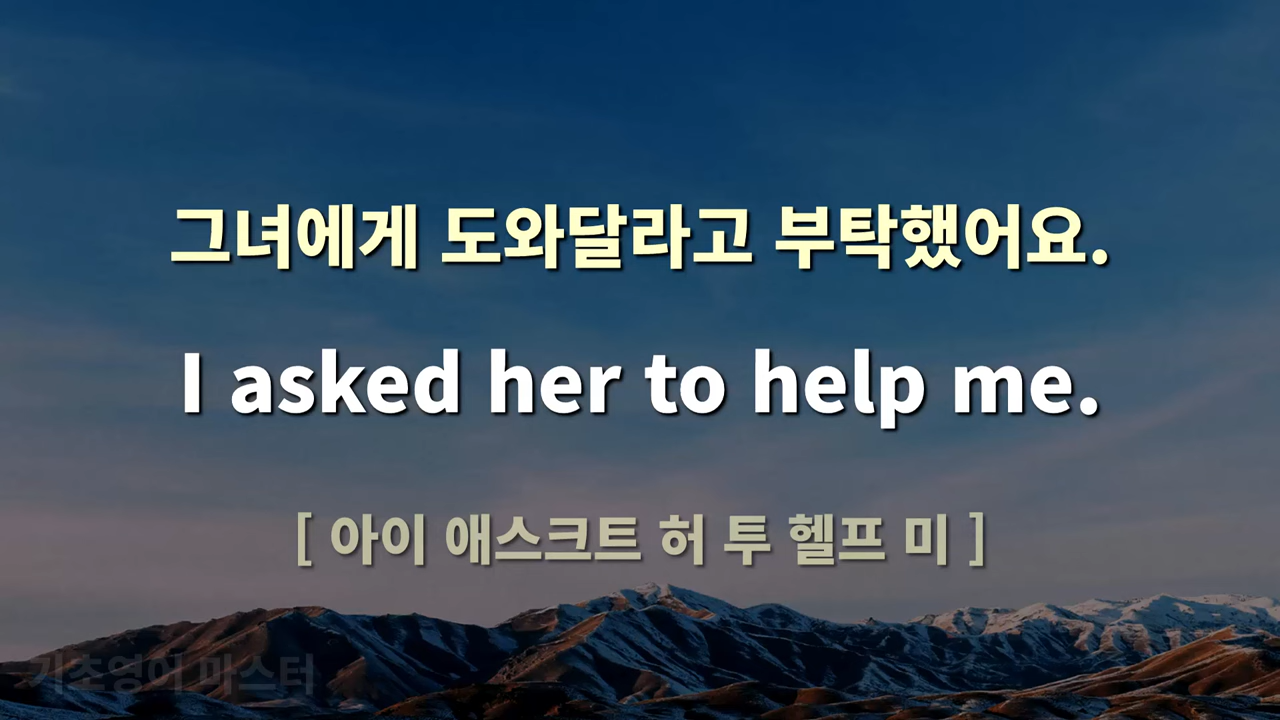 그녀에게 도와달라고 부탁했어요.
I asked her to help me.
[ 아이 애스크트 허 투 헬프 미 ]
기초영어 마스터